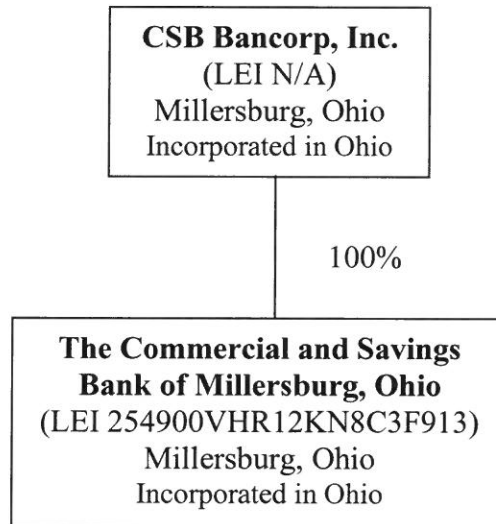 CSB Bancorp, Inc.
(LEI N/A)
Millersburg, Ohio
Incorporated in Ohio
100%
The Commercial and Savings
Bank of Millersburg, Ohio
(LEI 254900VHR12KN8C3F913)
Millersburg, Ohio
Incorporated in Ohio